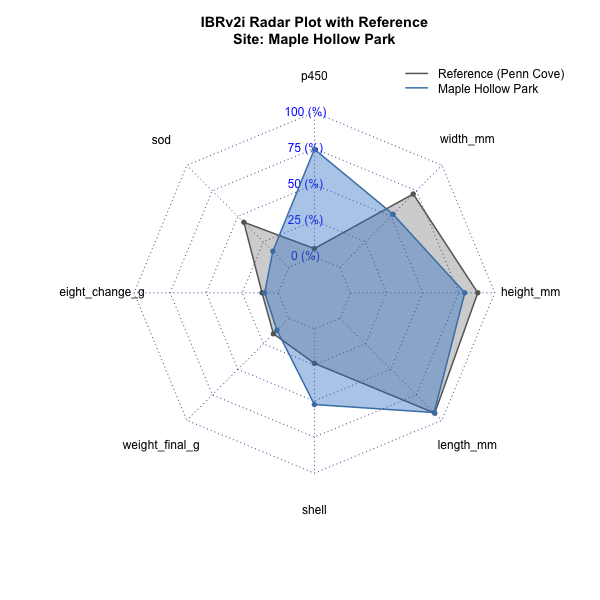 IBRv2i Radar Plot with Reference
Site: Maple Hollow Park
p450
Reference (Penn Cove)
Maple Hollow Park
100 (%)
sod
width_mm
75 (%)
50 (%)
25 (%)
0 (%)
eight_change_g
height_mm
weight_final_g
length_mm
shell